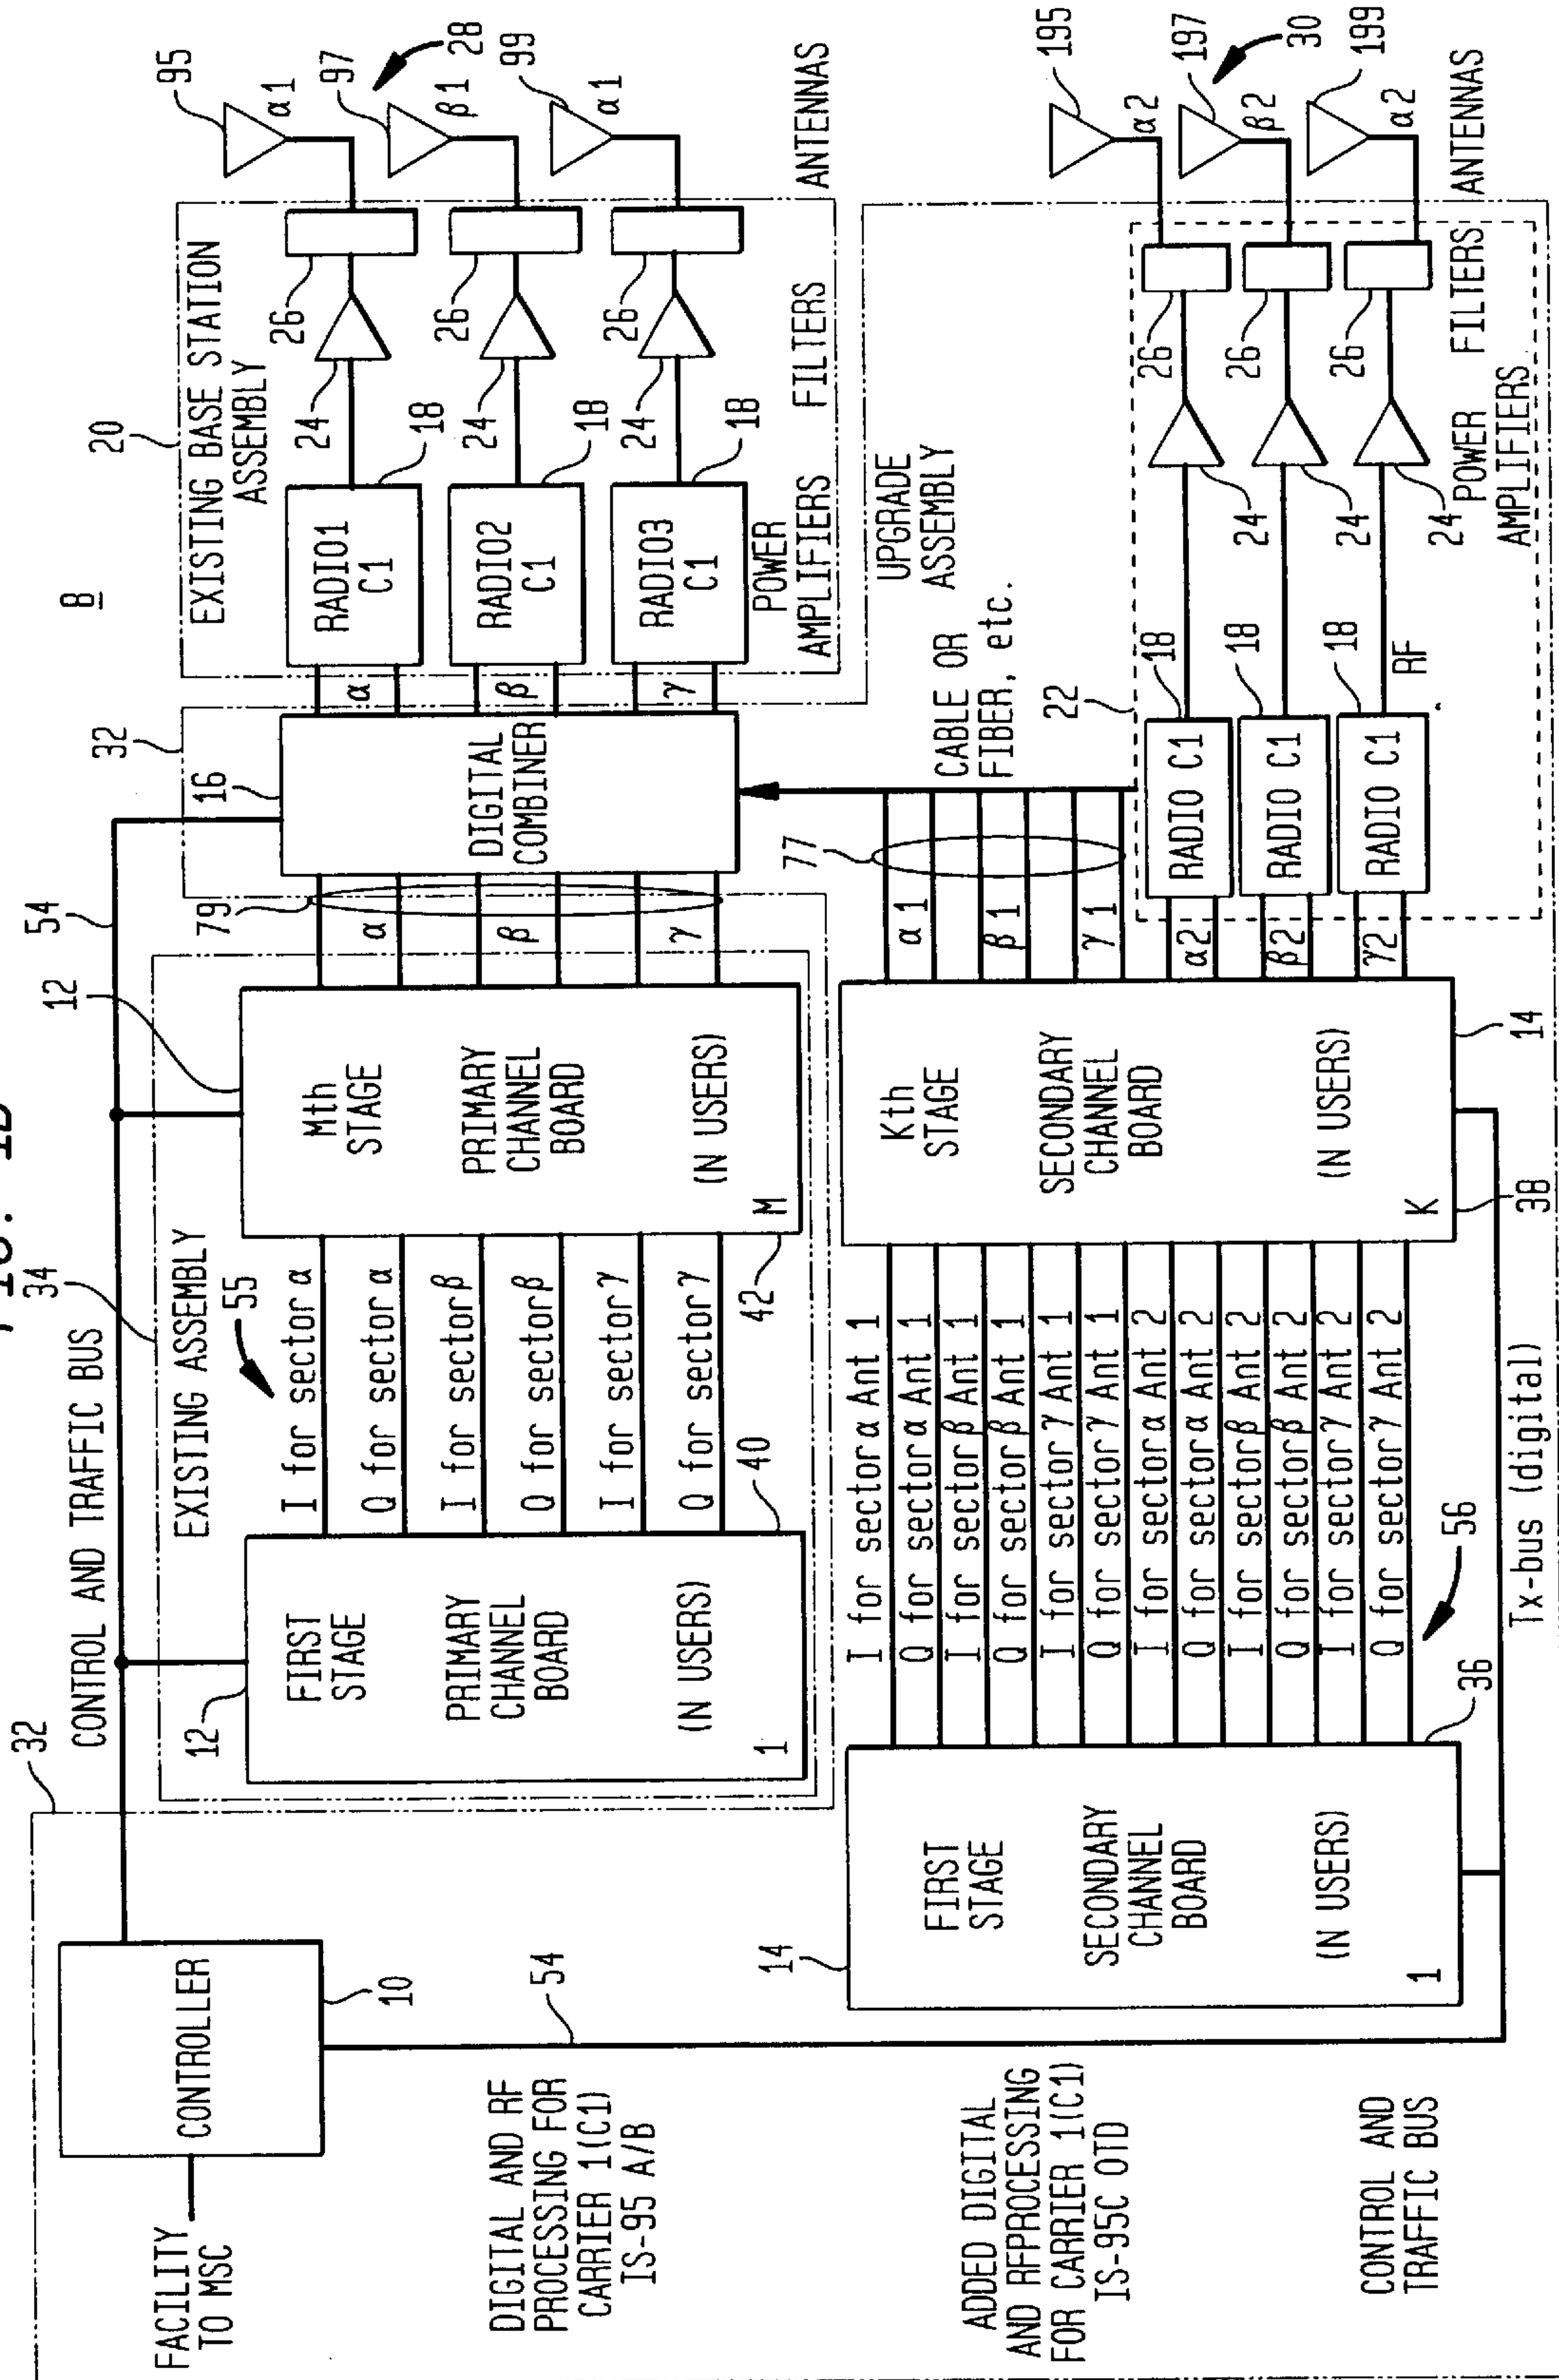 FIG. 1B
FACILITY
TO MSC
CONTROLLER
10
32
CONTROL AND TRAFFIC BUS
34
54
EXISTING ASSEMBLY
12
FIRST
STAGE
PRIMARY
CHANNEL
BOARD
(N USERS)
1
40
55
I for sector α
Q for sector α
I for sector β
Q for sector β
I for sector γ
Q for sector γ
12
Mth
STAGE
PRIMARY
CHANNEL
BOARD
(N USERS)
M
42
79
α
β
γ
32
16
DIGITAL
COMBINER
α
β
γ
20
8
EXISTING BASE STATION
ASSEMBLY
RADIO1
C1
RADIO2
C1
RADIO3
C1
18
18
18
24
24
24
26
26
26
POWER
AMPLIFIERS
FILTERS
ANTENNAS
95
α1
97
β1
28
99
α1
DIGITAL AND RF
PROCESSING FOR
CARRIER 1(C1)
IS-95 A/B
54
ADDED DIGITAL
AND RFPROCESSING
FOR CARRIER 1(C1)
IS-95C OTD
CONTROL AND
TRAFFIC BUS
14
FIRST
STAGE
SECONDARY
CHANNEL
BOARD
(N USERS)
1
36
I for sector α Ant 1
Q for sector α Ant 1
I for sector β Ant 1
Q for sector β Ant 1
I for sector γ Ant 1
Q for sector γ Ant 1
I for sector α Ant 2
Q for sector α Ant 2
I for sector β Ant 2
Q for sector β Ant 2
I for sector γ Ant 2
Q for sector γ Ant 2
56
Tx-bus (digital)
Kth
STAGE
SECONDARY
CHANNEL
BOARD
(N USERS)
K
38
14
77
α1
β1
γ1
α2
β2
γ2
CABLE OR
FIBER, etc.
UPGRADE
ASSEMBLY
22
RADIO C1
RADIO C1
RADIO C1
18
18
18
RF
24
24
24
26
26
26
POWER
AMPLIFIERS
FILTERS
ANTENNAS
195
α2
197
β2
30
199
α2